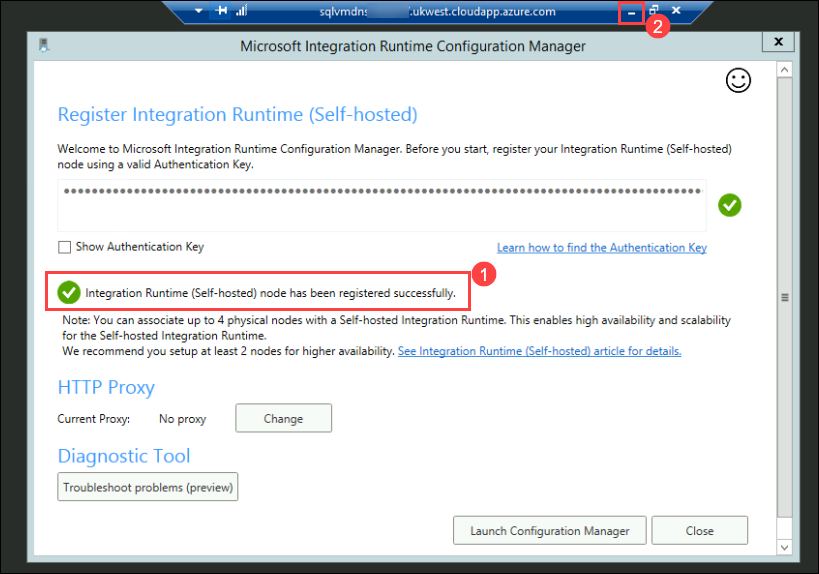 sqlvmdns .ukwest.cloudapp.azure.com
2
Microsoft Integration Runtime Configuration Manager
Register Integration Runtime (Self-hosted)
Welcome to Microsoft Integration Runtime Configuration Manager. Before you start, register your Integration Runtime (Self-hosted)
node using a valid Authentication Key.
Show Authentication Key
Learn how to find the Authentication Key
1
Integration Runtime (Self-hosted) node has been registered successfully.
Note: You can associate up to 4 physical nodes with a Self-hosted Integration Runtime. This enables high availability and scalability
for the Self-hosted Integration Runtime.
We recommend you setup at least 2 nodes for higher availability. See Integration Runtime (Self-hosted) article for details.
HTTP Proxy
Current Proxy: No proxy Change
Diagnostic Tool
Troubleshoot problems (preview)
Launch Configuration Manager Close